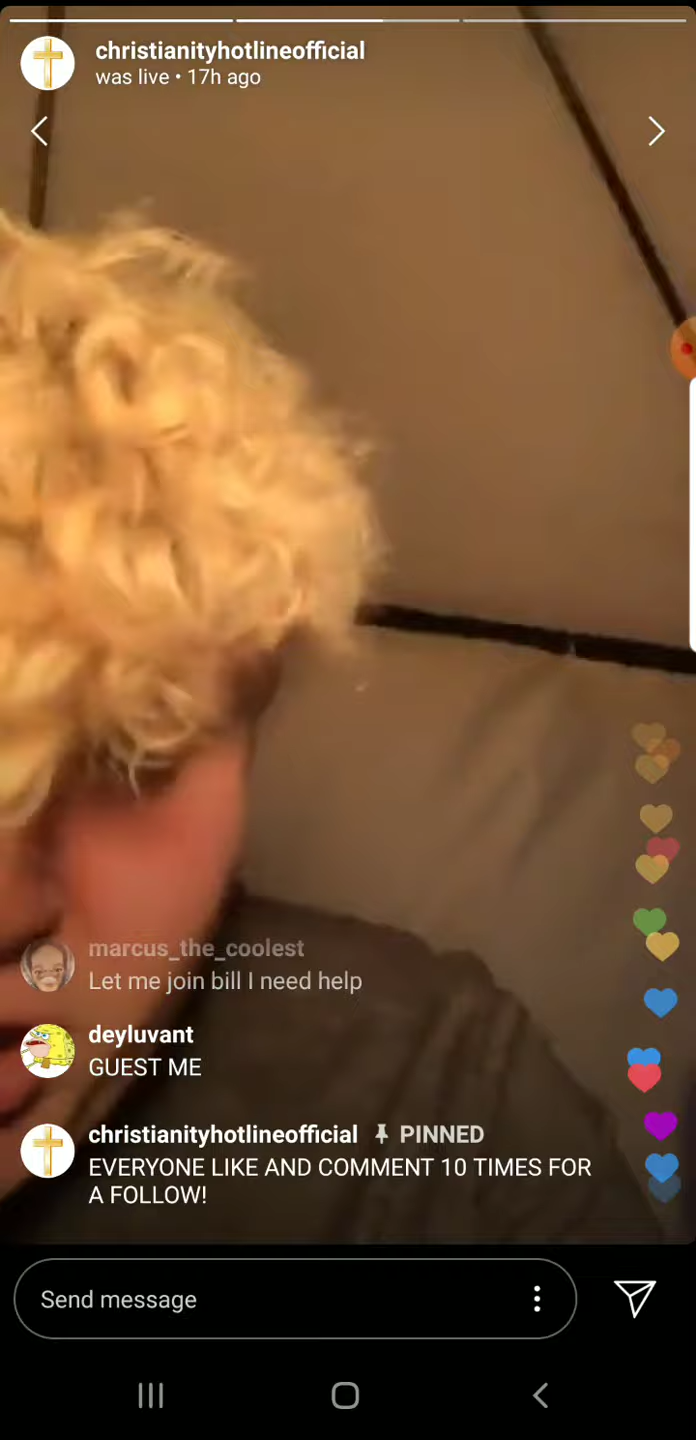 christianityhotlineofficial
was live • 17h ago
marcus_the_coolest
Let me join bill I need help
deyluvant
GUEST ME
christianityhotlineofficial PINNED
EVERYONE LIKE AND COMMENT 10 TIMES FOR
A FOLLOW!
Send message